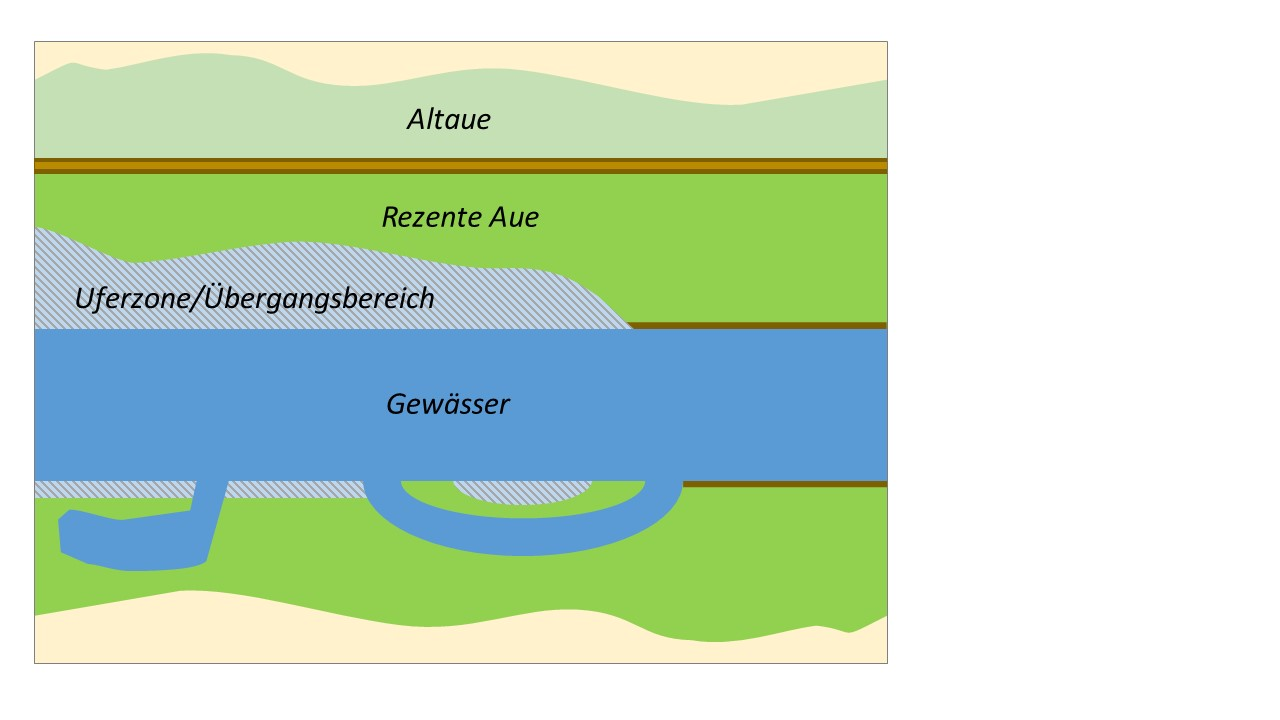 Altaue
Rezente Aue
Uferzone/Übergangsbereich
Gewässer